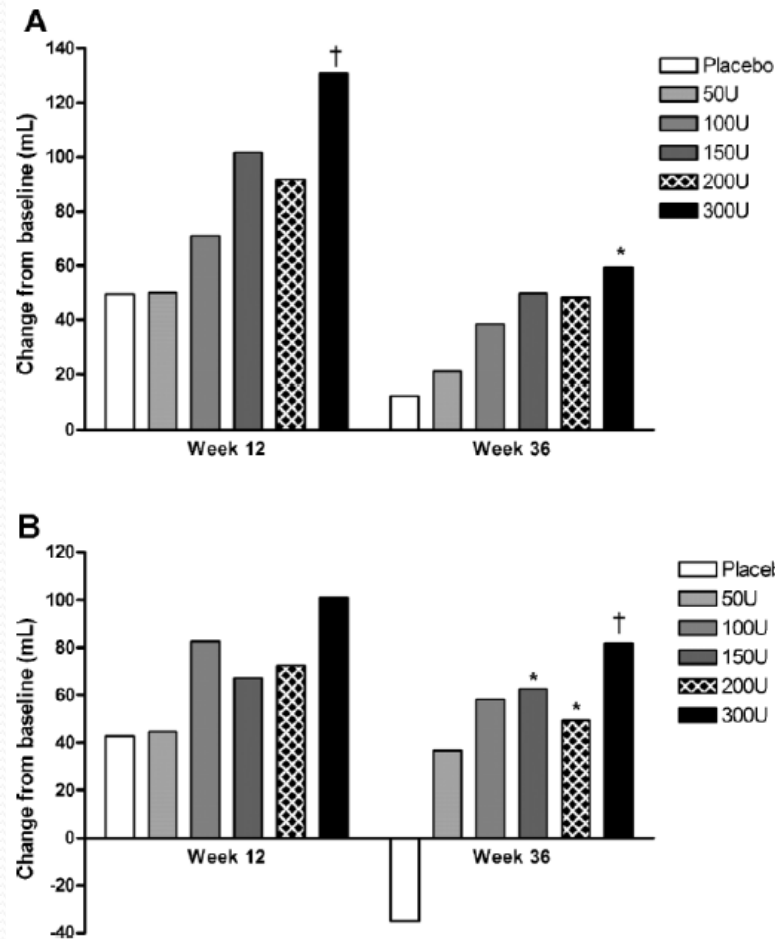 A
Change from baseline (mL)
140
120
100
80
60
40
20
0
†
*
Week 12
Week 36
Placebo
50U
100U
150U
200U
300U
B
Change from baseline (mL)
120
100
80
60
40
20
0
-20
-40
*
*
†
Week 12
Week 36
Placeb
50U
100U
150U
200U
300U